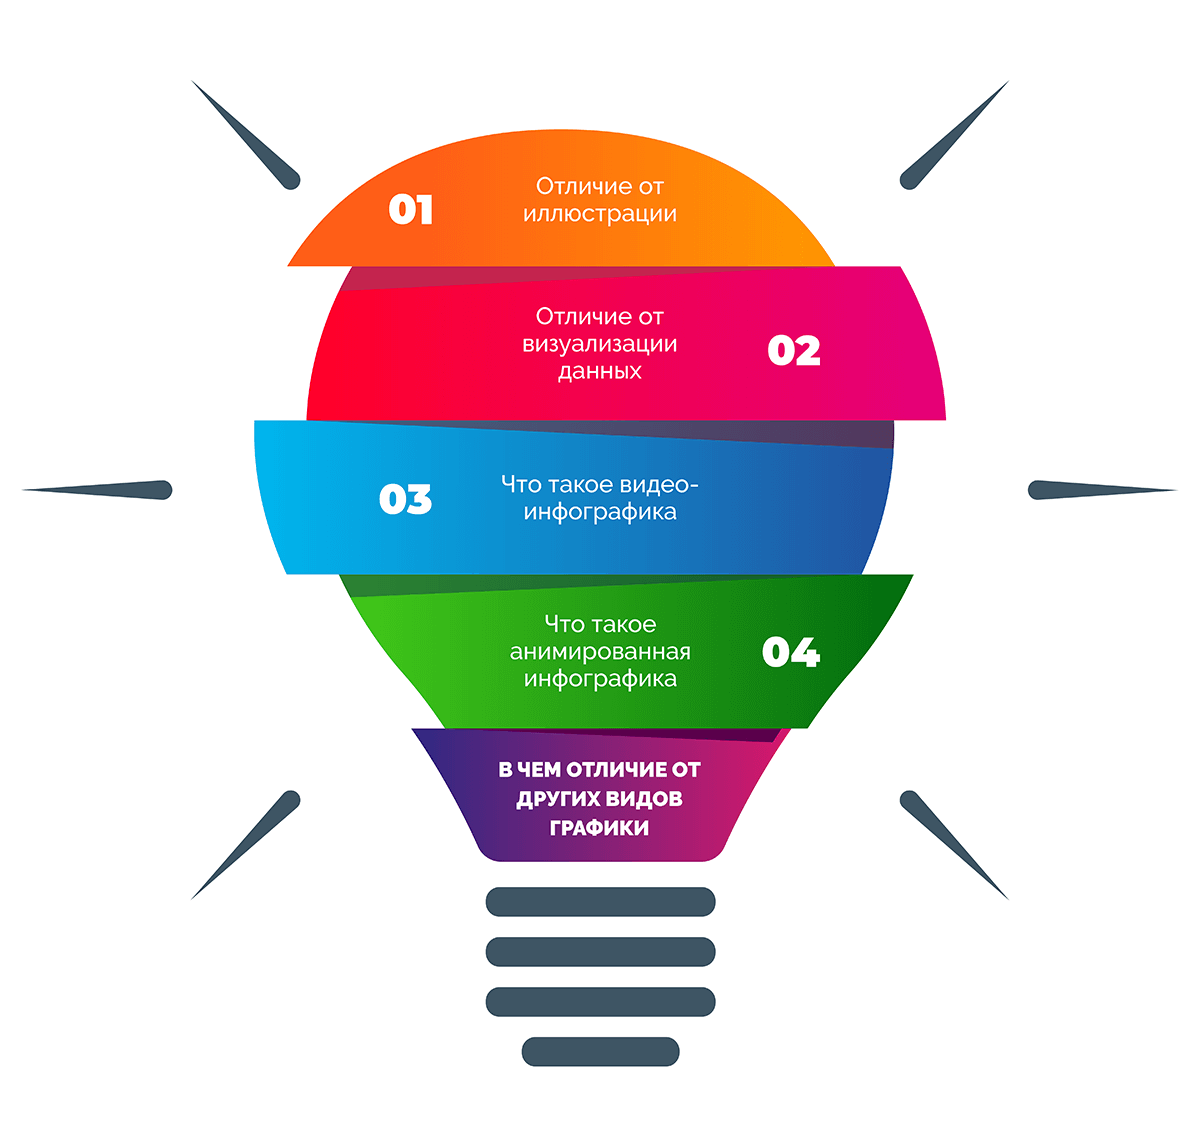 01
Отличие от
иллюстрации
Отличие от
визуализации
данных
02
03
Что такое видео-
инфографика
Что такое
анимированная
инфографика
04
В ЧЕМ ОТЛИЧИЕ ОТ
ДРУГИХ ВИДОВ
ГРАФИКИ